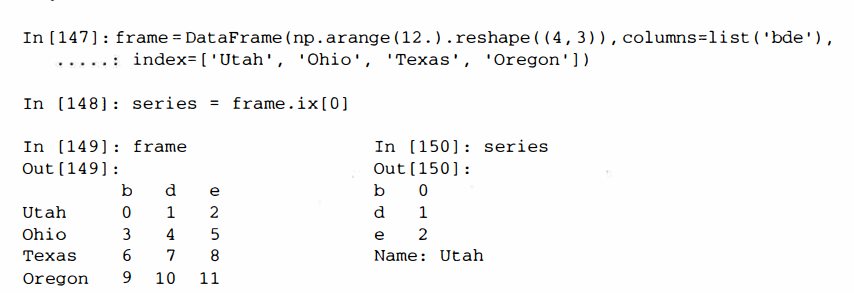 In [147]: frame = DataFrame(np.arange(12.).reshape((4, 3)), columns=list('bde'),
.....: index=['Utah', 'Ohio', 'Texas', 'Oregon'])
In [148]: series = frame.ix[0]
In [149]: frame
Out[149]:
b d e
Utah 0 1 2
Ohio 3 4 5
Texas 6 7 8
Oregon 9 10 11
In [150]: series
Out[150]:
b 0
d 1
e 2
Name: Utah